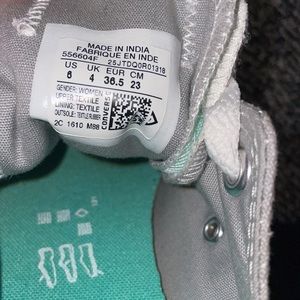 MADE IN INDIA
FABRIQUE EN INDE
556604F 25JTDQ0R01318
US UK EUR CM
6 4 36.5 23
GENDER: WOMEN
UPPER: TEXTILE
LINING: TEXTILE
OUTSOLE: TEXTILE/RUBBER
2C 1610 M88
CONVERSE